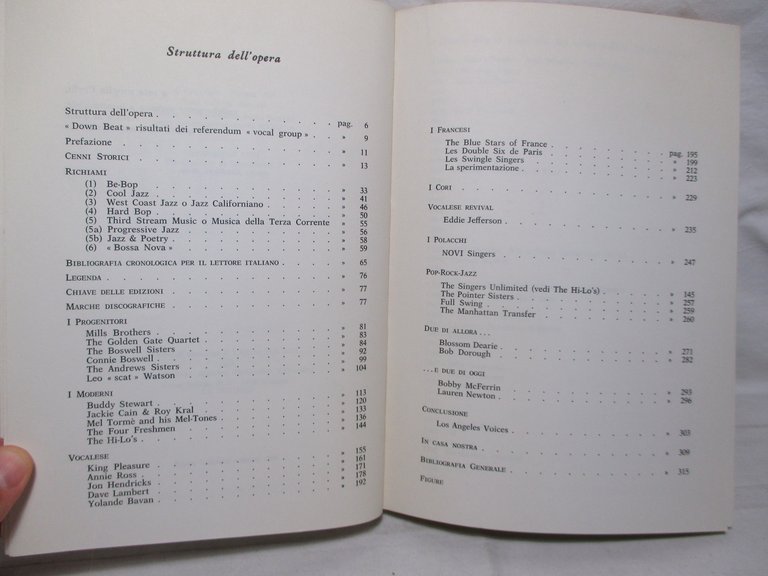 Struttura dell'opera
Struttura dell'opera . . . . . . . . . . pag. 6
« Down Beat » risultati dei referendum « vocal group » . . » 9
Prefazione . . . . . . . . . . » 11
CENNI STORICI . . . . . . . . . . » 13
RICHIAMI
(1) Be-Bop . . . . . . . . . . » 33
(2) Cool Jazz . . . . . . . . . . » 41
(3) West Coast Jazz o Jazz Californiano . . . . » 46
(4) Hard Bop . . . . . . . . . . » 50
(5) Third Stream Music o Musica della Terza Corrente » 55
(5a) Progressive Jazz . . . . . . . . » 56
(5b) Jazz & Poetry . . . . . . . . » 58
(6) « Bossa Nova » . . . . . . . . » 59
BIBLIOGRAFIA CRONOLOGICA PER IL LETTORE ITALIANO . . . » 65
LEGENDA . . . . . . . . . . » 76
CHIAVE DELLE EDIZIONI . . . . . . . . » 77
MARCHE DISCOGRAFICHE . . . . . . . . » 77
I PROGENITORI
Mills Brothers . . . . . . . . » 81
The Golden Gate Quartet . . . . . . » 83
The Boswell Sisters . . . . . . . » 84
Connie Boswell . . . . . . . . » 92
The Andrews Sisters . . . . . . . » 99
Leo « scat » Watson . . . . . . . » 104
I MODERNI
Buddy Stewart . . . . . . . . » 113
Jackie Cain & Roy Kral . . . . . . » 120
Mel Tormè and his Mel-Tones . . . . . » 133
The Four Freshmen . . . . . . . » 136
The Hi-Lo's . . . . . . . . » 144
VOCALESE
King Pleasure . . . . . . . . » 155
Annie Ross . . . . . . . . » 161
Jon Hendricks . . . . . . . . » 171
Dave Lambert . . . . . . . . » 178
Yolande Bavan . . . . . . . . » 192
I FRANCESI
The Blue Stars of France . . . . . . pag. 195
Les Double Six de Paris . . . . . . » 199
Les Swingle Singers . . . . . . . » 212
La sperimentazione . . . . . . . » 223
I CORI . . . . . . . . . . » 229
VOCALESE REVIVAL
Eddie Jefferson . . . . . . . . » 235
I POLACCHI
NOVI Singers . . . . . . . . » 247
POP-ROCK-JAZZ
The Singers Unlimited (vedi The Hi-Lo's) . . . . » 145
The Pointer Sisters . . . . . . . » 257
Full Swing . . . . . . . . » 259
The Manhattan Transfer . . . . . . » 260
DUE DI ALLORA...
Blossom Dearie . . . . . . . . » 271
Bob Dorough . . . . . . . . » 282
...E DUE DI OGGI
Bobby McFerrin . . . . . . . . » 293
Lauren Newton . . . . . . . . » 296
CONCLUSIONE
Los Angeles Voices . . . . . . . » 303
IN CASA NOSTRA . . . . . . . . » 309
BIBLIOGRAFIA GENERALE . . . . . . . » 315
FIGURE